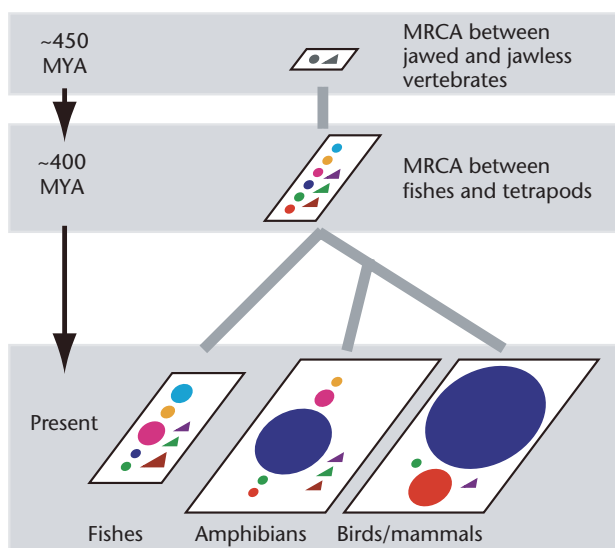 ~450
MYA
MRCA between
jawed and jawless
vertebrates
~400
MYA
MRCA between
fishes and tetrapods
Present
Fishes
Amphibians
Birds/mammals